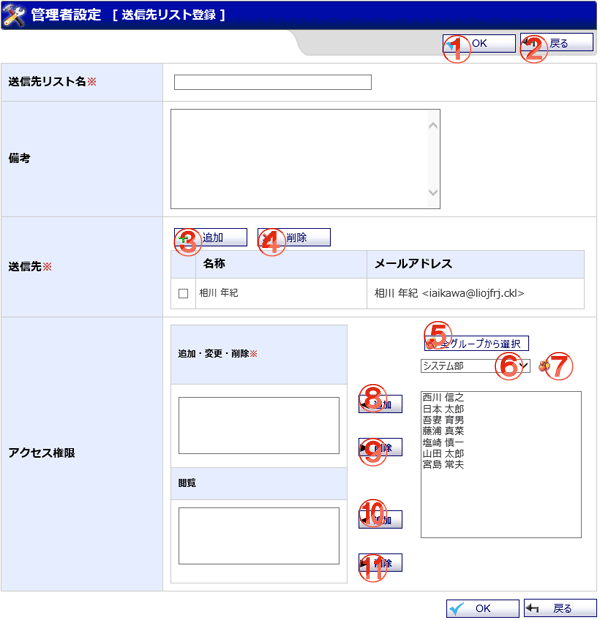 管理者設定 [ 送信先リスト登録 ]
① OK ② 戻る
送信先リスト名※
備考
③ 追加 ④ 削除
送信先※
名称 メールアドレス
相川 年紀 相川 年紀 <iaikawa@liojfrj.ckl>
アクセス権限
追加・変更・削除※
閲覧
⑧ 追加
⑨ 削除
⑩ 追加
⑪ 削除
⑤ 全グループから選択
システム部 ⑥ ⑦
西川 信之
日本 太郎
吾妻 育男
藤浦 真菜
塩崎 慎一
山田 太郎
宮島 常夫
OK 戻る